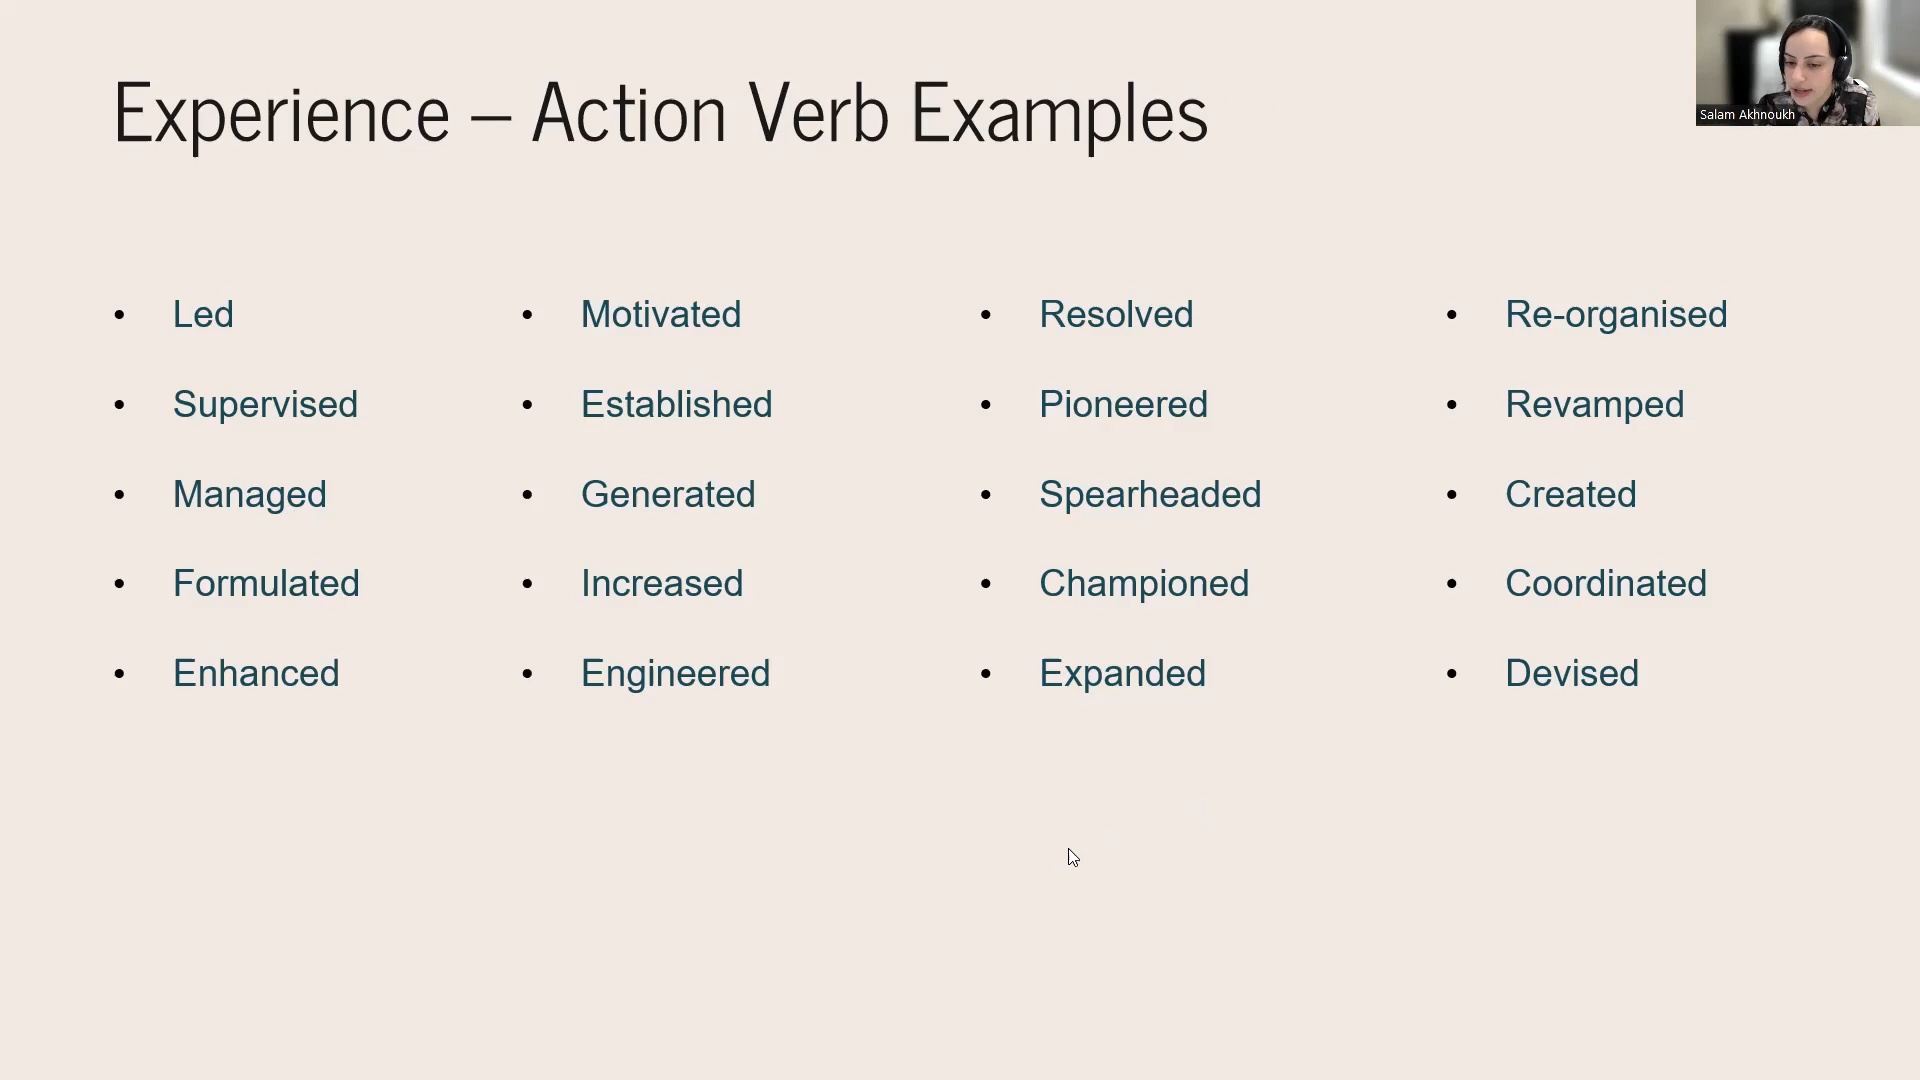 Experience – Action Verb Examples
Salam Akhnoukh
• Led
• Supervised
• Managed
• Formulated
• Enhanced
• Motivated
• Established
• Generated
• Increased
• Engineered
• Resolved
• Pioneered
• Spearheaded
• Championed
• Expanded
• Re-organised
• Revamped
• Created
• Coordinated
• Devised